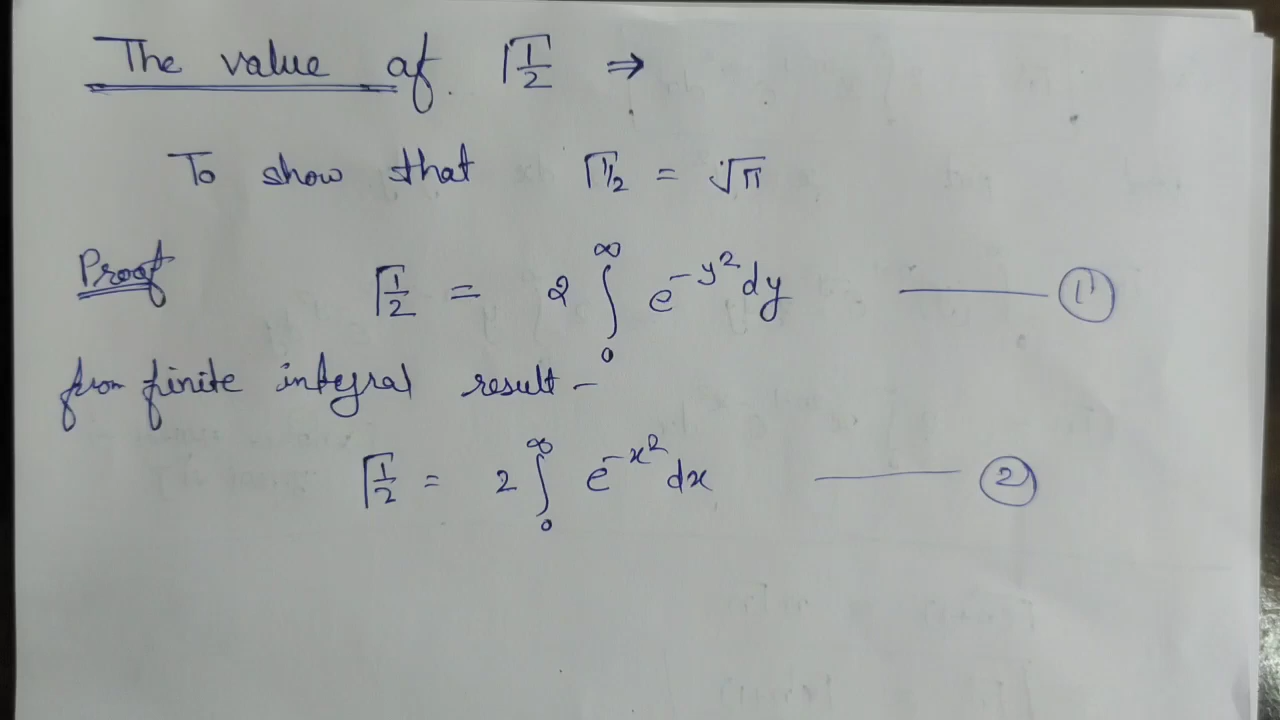 The value of Γ1/2 ⇒
To show that Γ1/2 = √π
Proof Γ1/2 = 2 ∫₀^∞ e^{-y²} dy —— ①
from finite integral result –
Γ1/2 = 2 ∫₀^∞ e^{-x²} dx —— ②